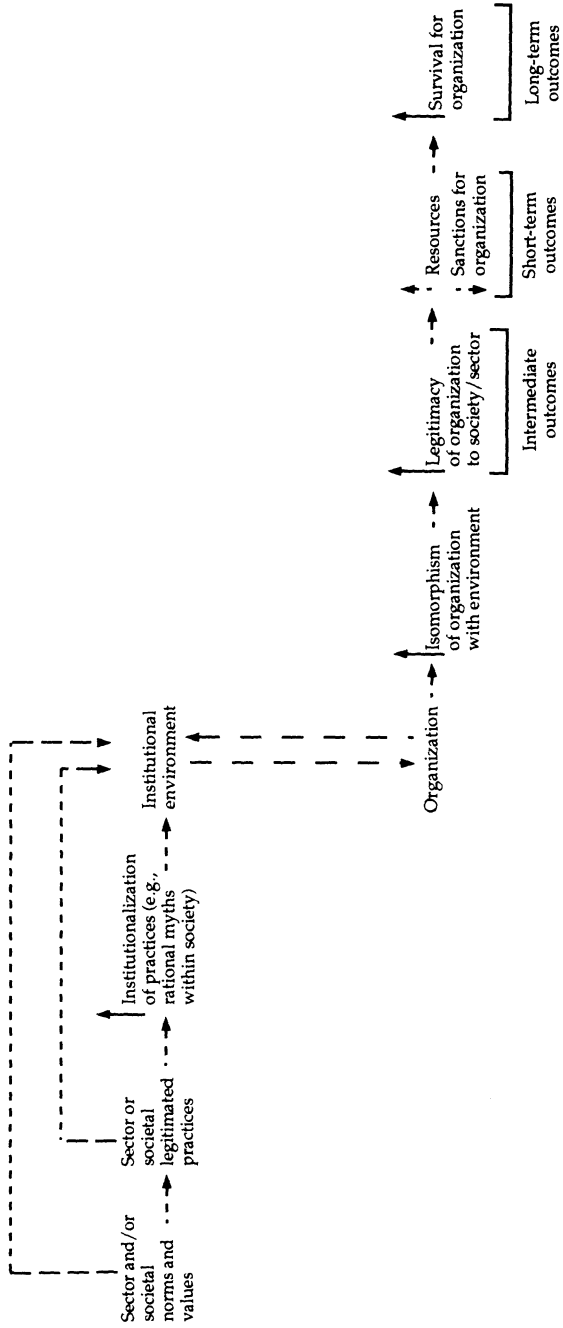 Sector and/or
societal
norms and
values
Sector or
societal
legitimated
practices
Institutionalization
of practices (e.g.,
rational myths
within society)
Institutional
environment
Organization
Isomorphism
of organization
with environment
Legitimacy
of organization
to society/sector
Intermediate
outcomes
Resources
Sanctions for
organization
Short-term
outcomes
Survival for
organization
Long-term
outcomes